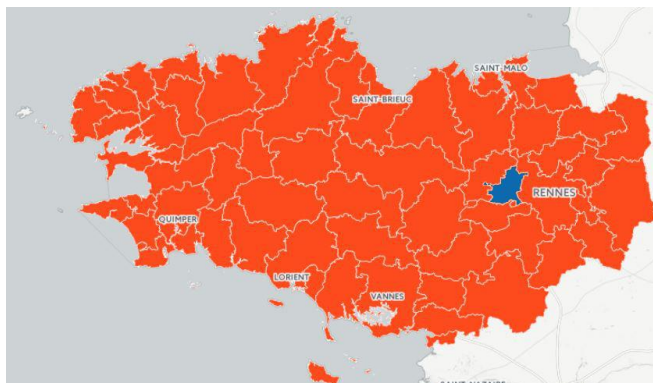 SAINT-MALO
SAINT-BRIEUC
RENNES
QUIMPER
LORIENT
VANNES